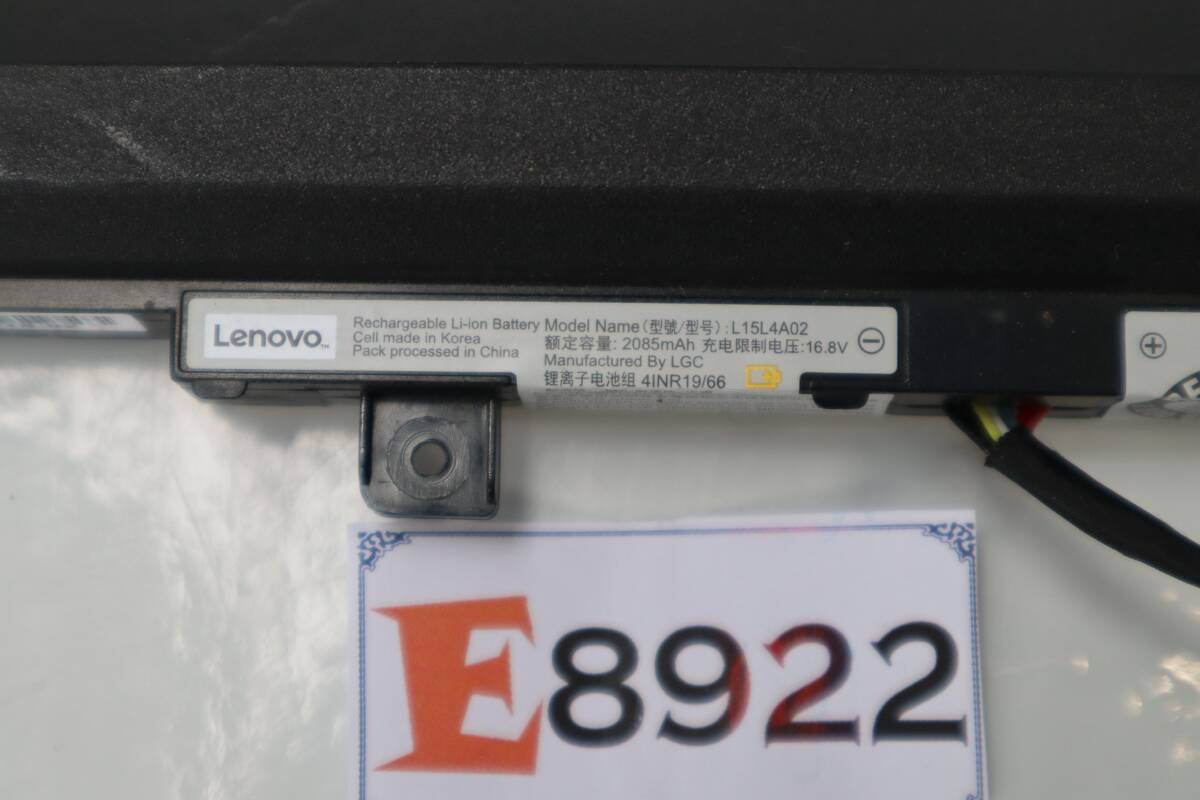 Lenovo
Rechargeable Li-ion Battery
Cell made in Korea
Pack processed in China
Model Name(型號/型号):L15L4A02
额定容量: 2085mAh 充电限制电压:16.8V
Manufactured By LGC
锂离子电池组 4INR19/66
E8922